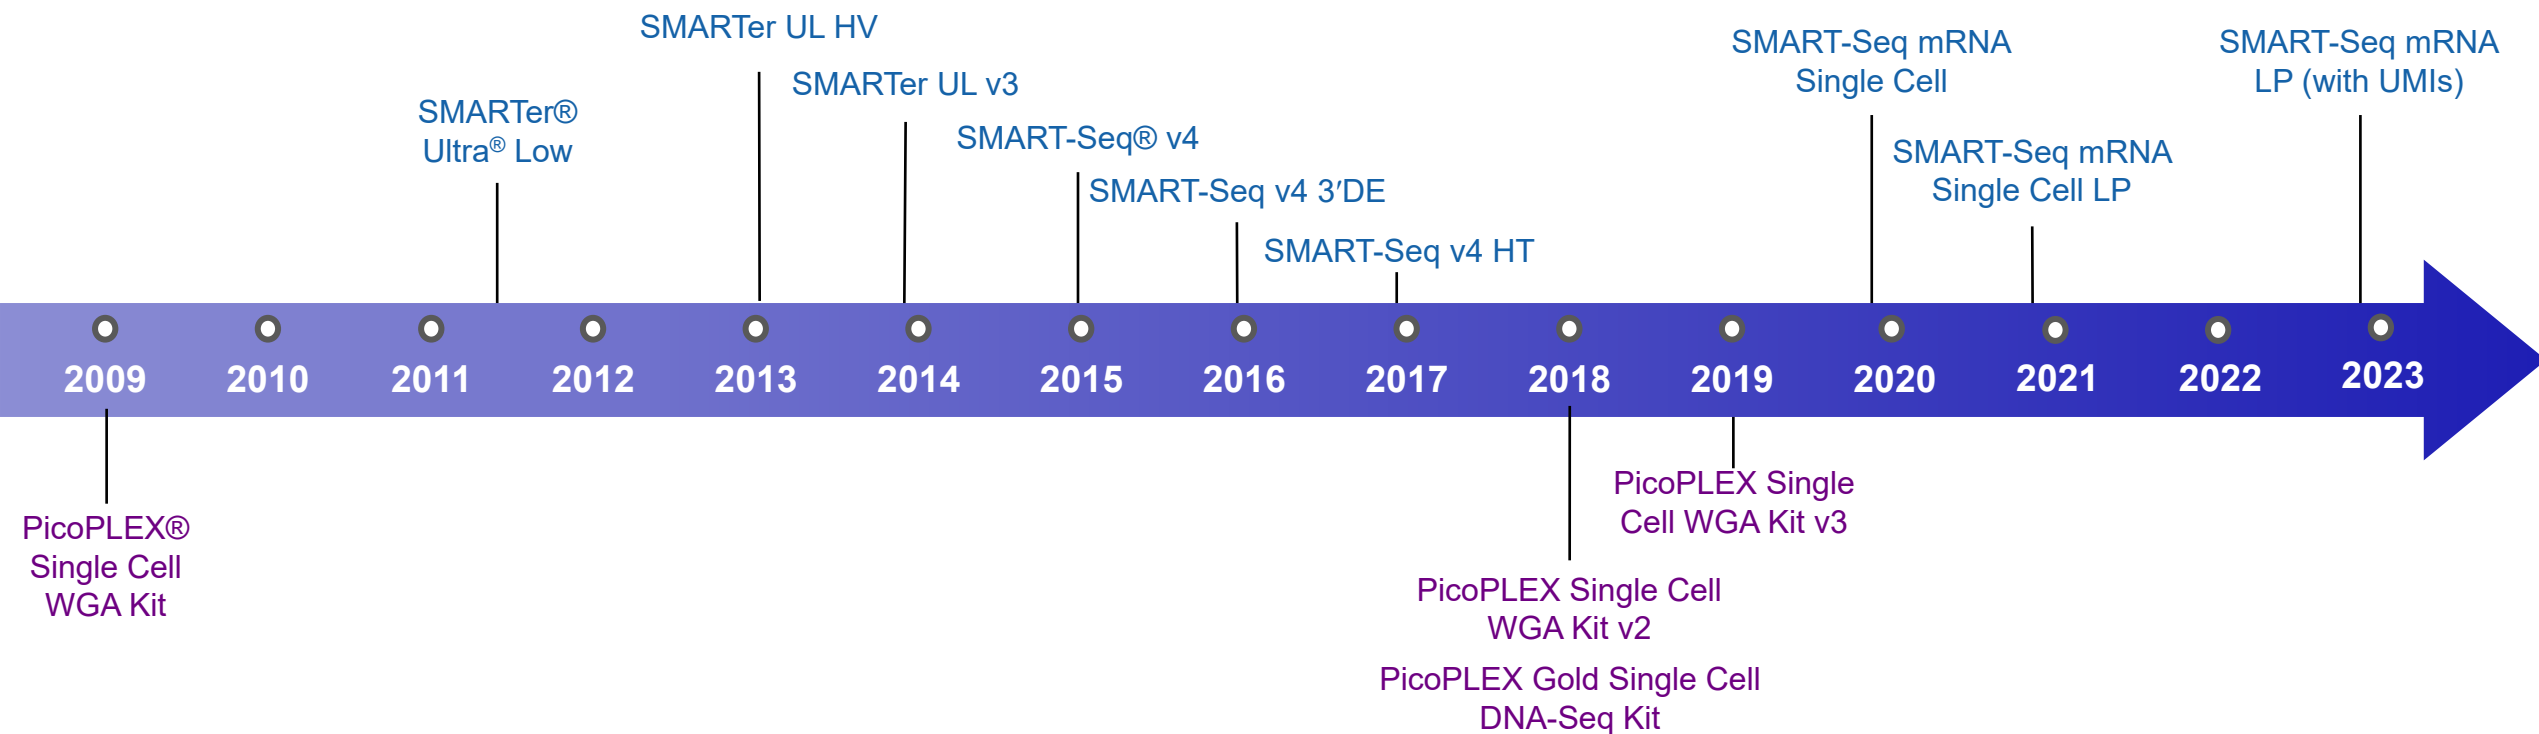 SMARTer UL HV
SMARTer UL v3
SMARTer®
Ultra® Low
SMART-Seq® v4
SMART-Seq v4 3′DE
SMART-Seq v4 HT
SMART-Seq mRNA
Single Cell
SMART-Seq mRNA
Single Cell LP
SMART-Seq mRNA
LP (with UMIs)
2009 2010 2011 2012 2013 2014 2015 2016 2017 2018 2019 2020 2021 2022 2023
PicoPLEX®
Single Cell
WGA Kit
PicoPLEX Single Cell
WGA Kit v2
PicoPLEX Gold Single Cell
DNA-Seq Kit
PicoPLEX Single
Cell WGA Kit v3